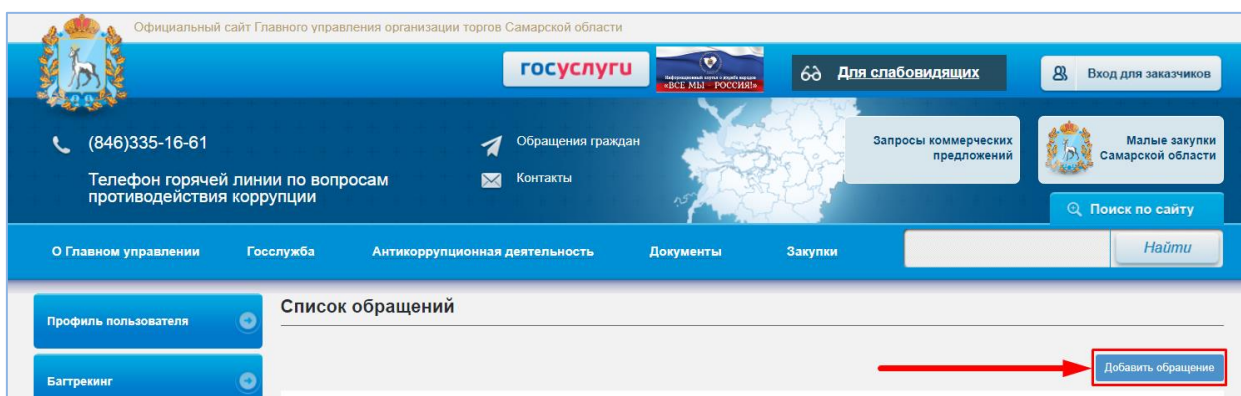 Официальный сайт Главного управления организации торгов Самарской области
госуслуги
«ВСЕ МЫ – РОССИЯ!»
Для слабовидящих
Вход для заказчиков
(846)335-16-61
Обращения граждан
Запросы коммерческих
предложений
Малые закупки
Самарской области
Телефон горячей линии по вопросам
противодействия коррупции
Контакты
Поиск по сайту
О Главном управлении Госслужба Антикоррупционная деятельность Документы Закупки Найти
Профиль пользователя
Список обращений
Багтрекинг
Добавить обращение